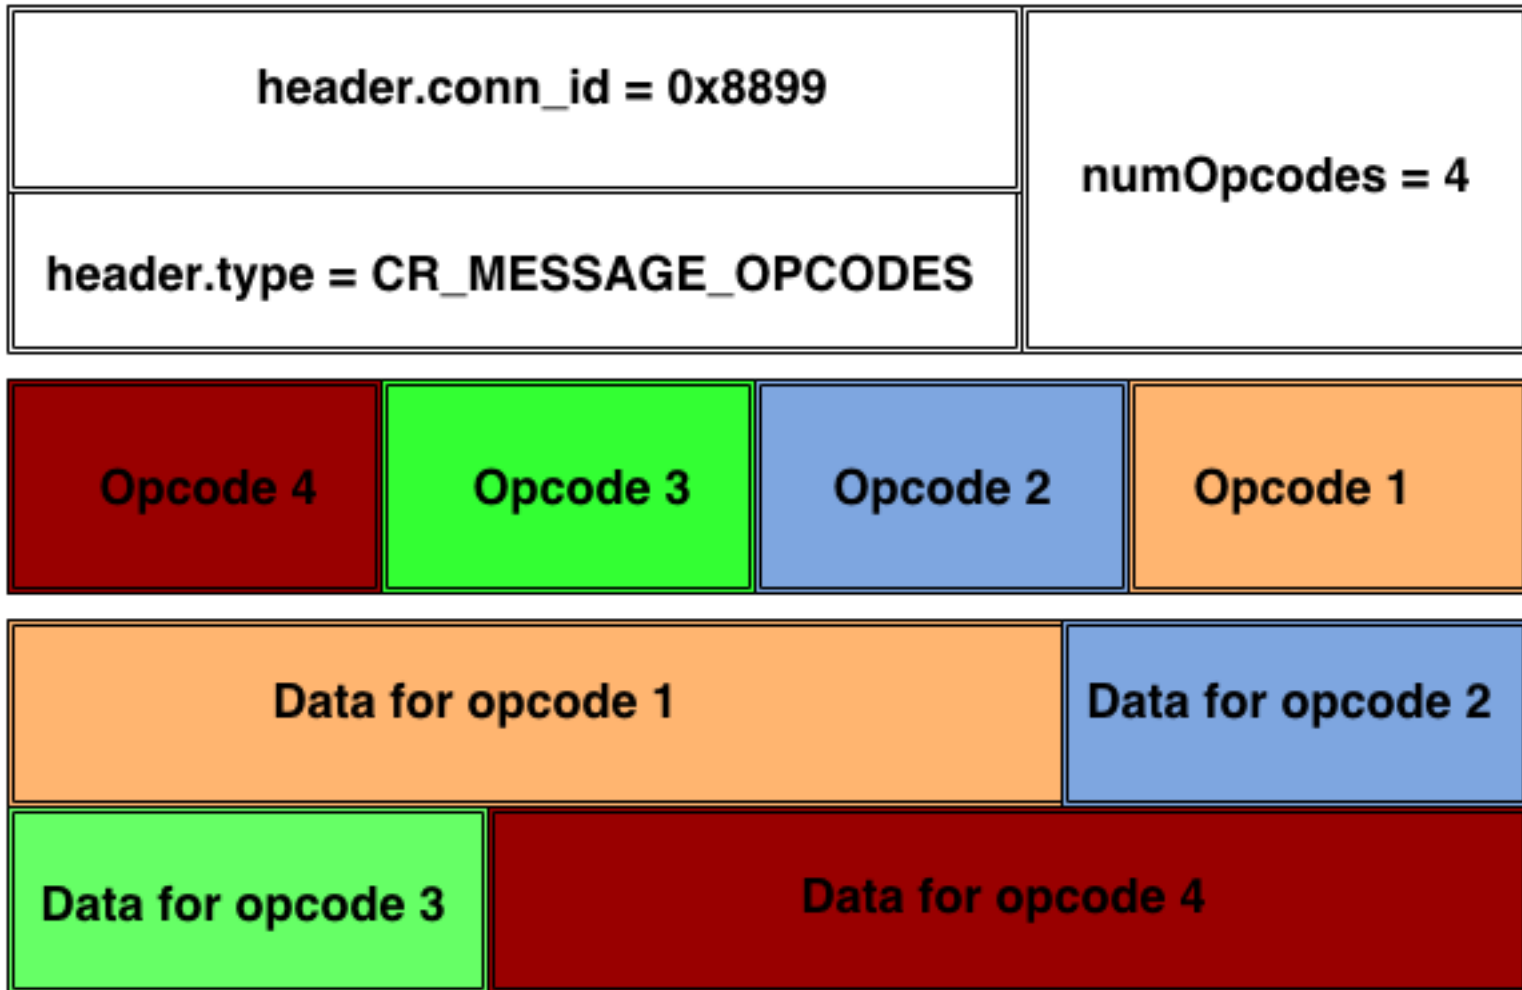 header.conn_id = 0x8899
numOpcodes = 4
header.type = CR_MESSAGE_OPCODES
Opcode 4
Opcode 3
Opcode 2
Opcode 1
Data for opcode 1
Data for opcode 2
Data for opcode 3
Data for opcode 4